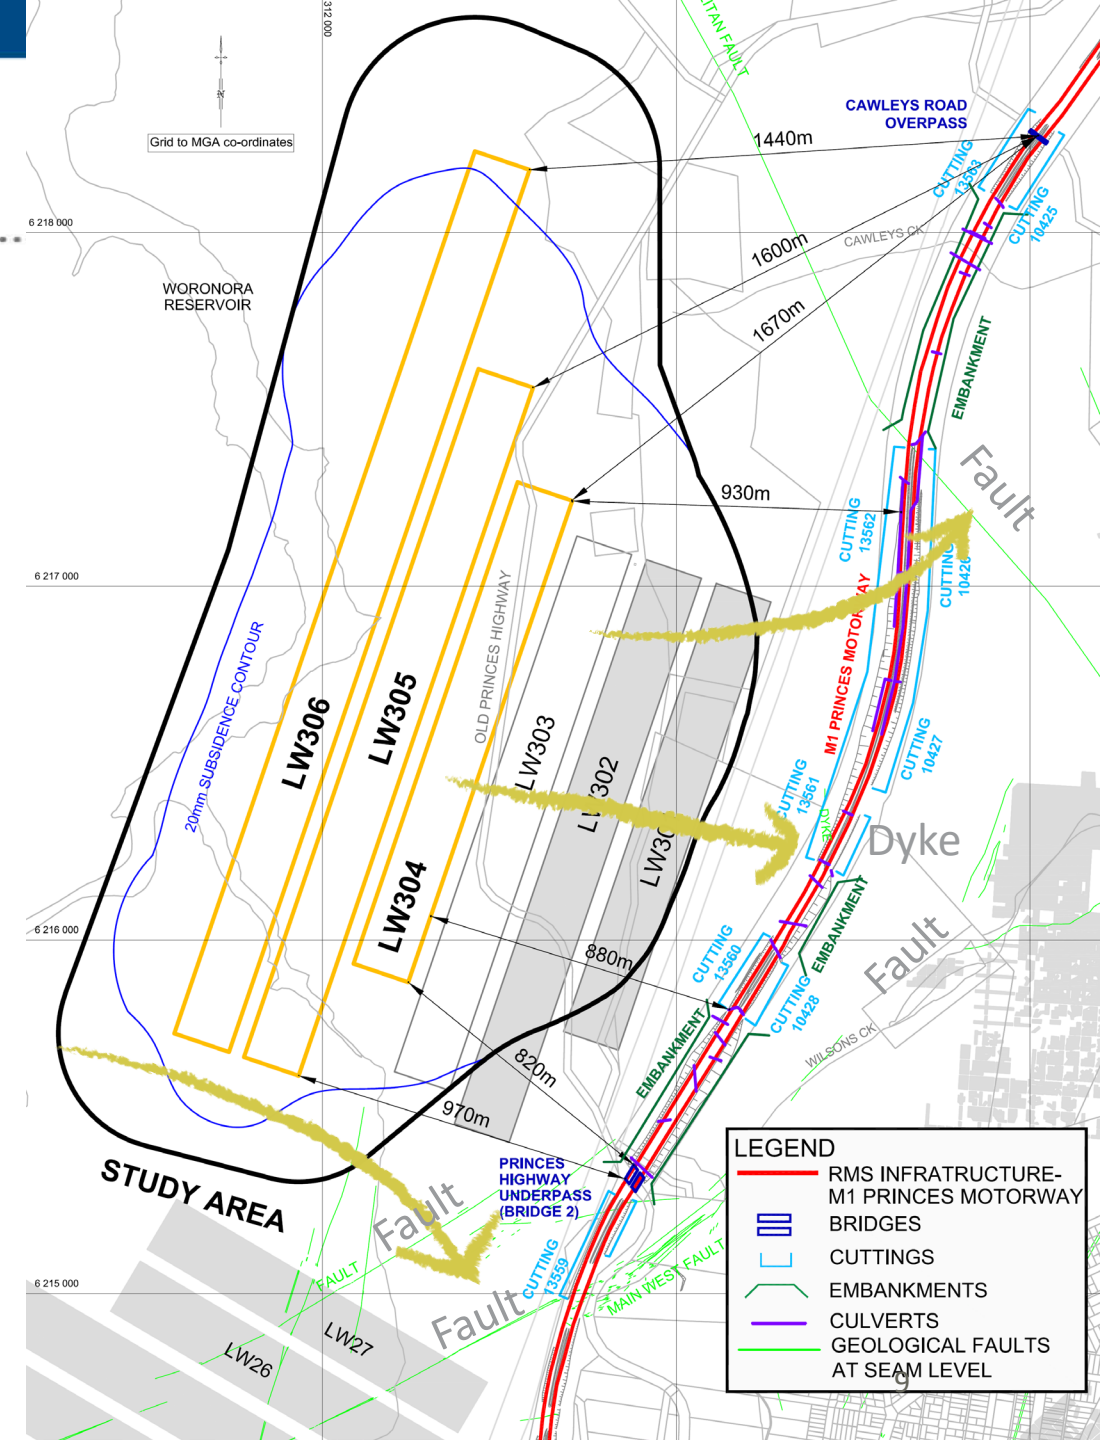 312 000
LITAN FAULT
Grid to MGA co-ordinates
N
CAWLEYS ROAD
OVERPASS
1440m
CUTTING
13563
CUTTING
10425
6 218 000
CAWLEYS CK
1600m
WORONORA
RESERVOIR
1670m
EMBANKMENT
Fault
930m
CUTTING
13562
CUTTING
6 217 000
OLD PRINCES HIGHWAY
M1 PRINCES MOTORWAY
20mm SUBSIDENCE CONTOUR
LW306
LW305
LW303
LW302
LW30
CUTTING
10427
CUTTING
13561
DYKE
Dyke
LW304
6 216 000
880m
CUTTING
13560
EMBANKMENT
Fault
CUTTING
10428
WILSONS CK
EMBANKMENT
820m
970m
STUDY AREA
PRINCES
HIGHWAY
UNDERPASS
(BRIDGE 2)
Fault
FAULT
CUTTING
13559
MAIN WEST FAULT
6 215 000
Fault
LW27
LW26
LEGEND
RMS INFRATRUCTURE-
M1 PRINCES MOTORWAY
BRIDGES
CUTTINGS
EMBANKMENTS
CULVERTS
GEOLOGICAL FAULTS
AT SEAM LEVEL
9